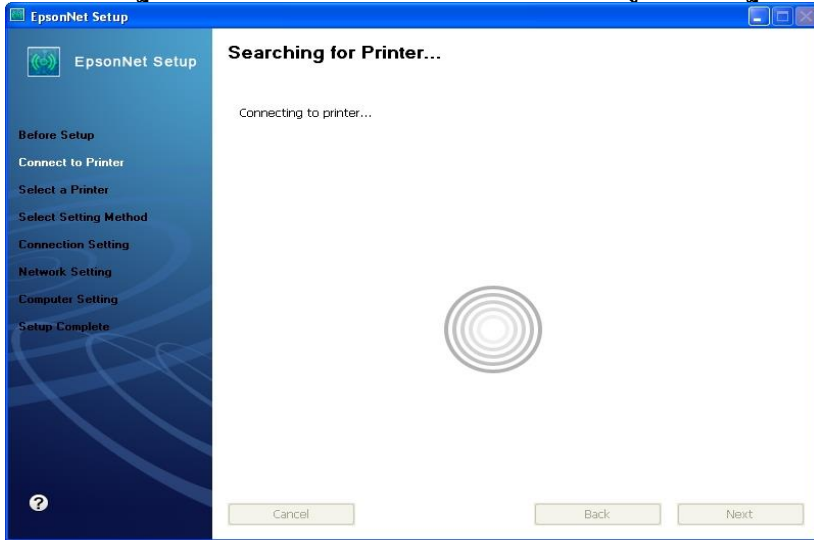 EpsonNet Setup
EpsonNet Setup
Searching for Printer...
Connecting to printer...
Before Setup
Connect to Printer
Select a Printer
Select Setting Method
Connection Setting
Network Setting
Computer Setting
Setup Complete
?
Cancel
Back
Next